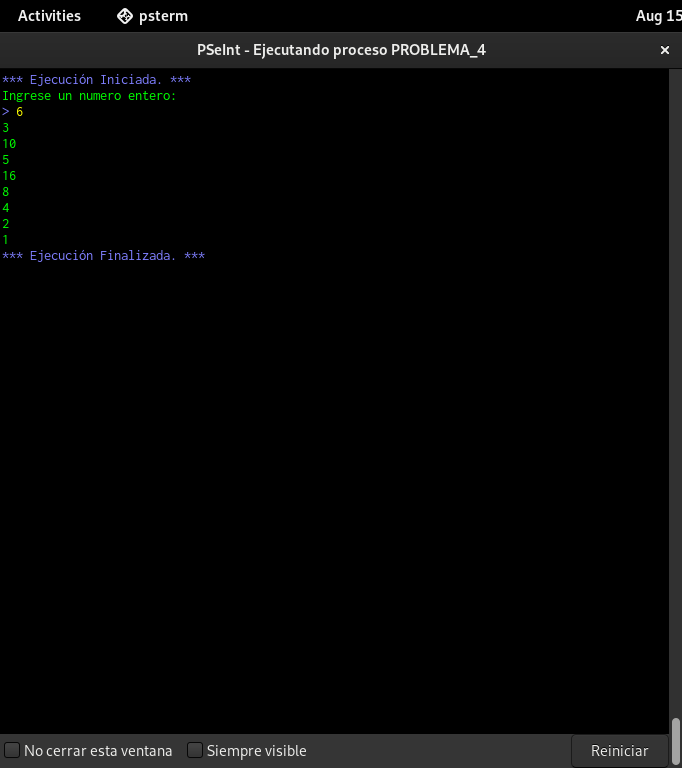 Activities psterm Aug 15
PSeInt - Ejecutando proceso PROBLEMA_4 ×
*** Ejecución Iniciada. ***
Ingrese un numero entero:
> 6
3
10
5
16
8
4
2
1
*** Ejecución Finalizada. ***
No cerrar esta ventana Siempre visible Reiniciar